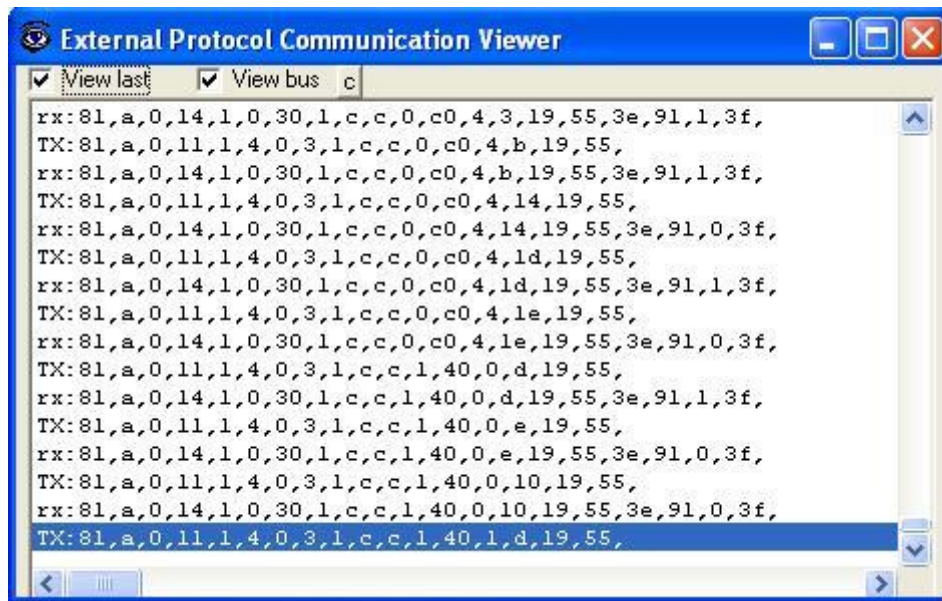 External Protocol Communication Viewer
View last View bus c
rx:81,a,0,14,1,0,30,1,c,c,0,c0,4,3,19,55,3e,91,1,3f,
TX:81,a,0,11,1,4,0,3,1,c,c,0,c0,4,b,19,55,
rx:81,a,0,14,1,0,30,1,c,c,0,c0,4,b,19,55,3e,91,1,3f,
TX:81,a,0,11,1,4,0,3,1,c,c,0,c0,4,14,19,55,
rx:81,a,0,14,1,0,30,1,c,c,0,c0,4,14,19,55,3e,91,0,3f,
TX:81,a,0,11,1,4,0,3,1,c,c,0,c0,4,1d,19,55,
rx:81,a,0,14,1,0,30,1,c,c,0,c0,4,1d,19,55,3e,91,1,3f,
TX:81,a,0,11,1,4,0,3,1,c,c,0,c0,4,1e,19,55,
rx:81,a,0,14,1,0,30,1,c,c,0,c0,4,1e,19,55,3e,91,0,3f,
TX:81,a,0,11,1,4,0,3,1,c,c,1,40,0,d,19,55,
rx:81,a,0,14,1,0,30,1,c,c,1,40,0,d,19,55,3e,91,1,3f,
TX:81,a,0,11,1,4,0,3,1,c,c,1,40,0,e,19,55,
rx:81,a,0,14,1,0,30,1,c,c,1,40,0,e,19,55,3e,91,0,3f,
TX:81,a,0,11,1,4,0,3,1,c,c,1,40,0,10,19,55,
rx:81,a,0,14,1,0,30,1,c,c,1,40,0,10,19,55,3e,91,0,3f,
TX:81,a,0,11,1,4,0,3,1,c,c,1,40,1,d,19,55,